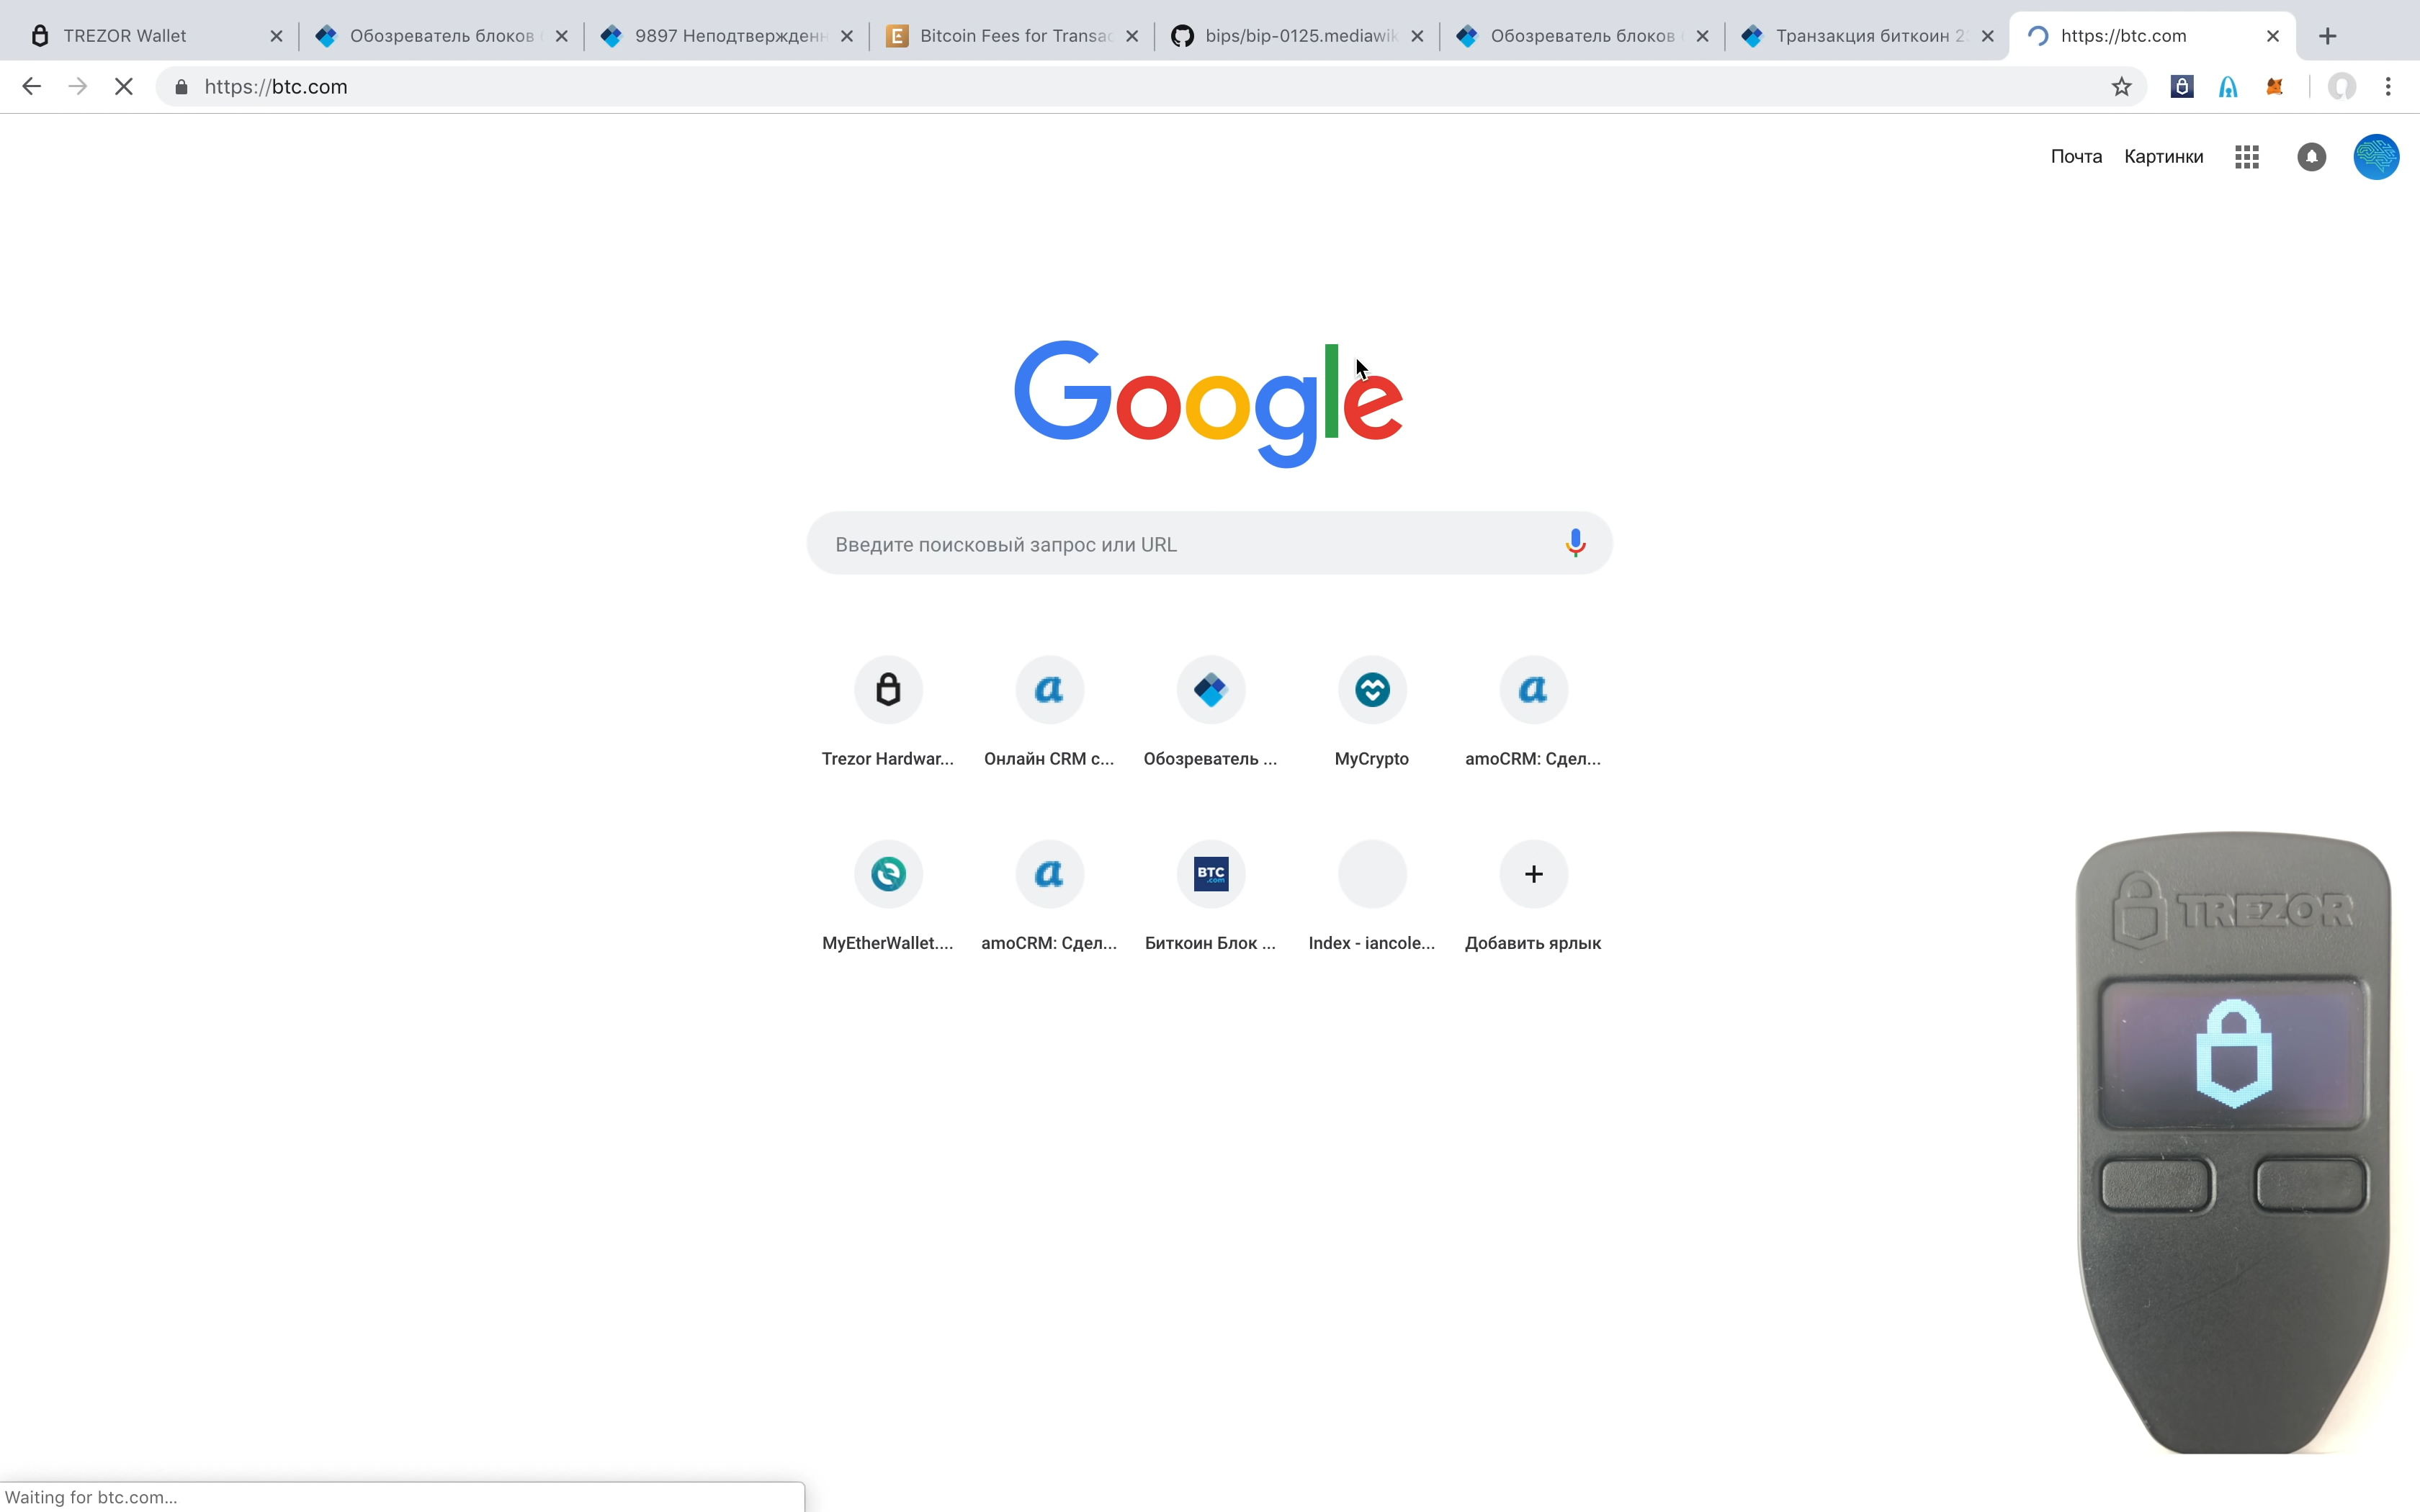 TREZOR Wallet
Обозреватель блоков
9897 Неподтвержденн
Bitcoin Fees for Transac
bips/bip-0125.mediawik
Обозреватель блоков
Транзакция биткоин 2
https://btc.com
https://btc.com
Почта Картинки
Google
Введите поисковый запрос или URL
Trezor Hardwar...
Онлайн CRM с...
Обозреватель ...
MyCrypto
amoCRM: Сдел...
BTC
.com
MyEtherWallet....
amoCRM: Сдел...
Биткоин Блок ...
Index - iancole...
Добавить ярлык
TREZOR
Waiting for btc.com...